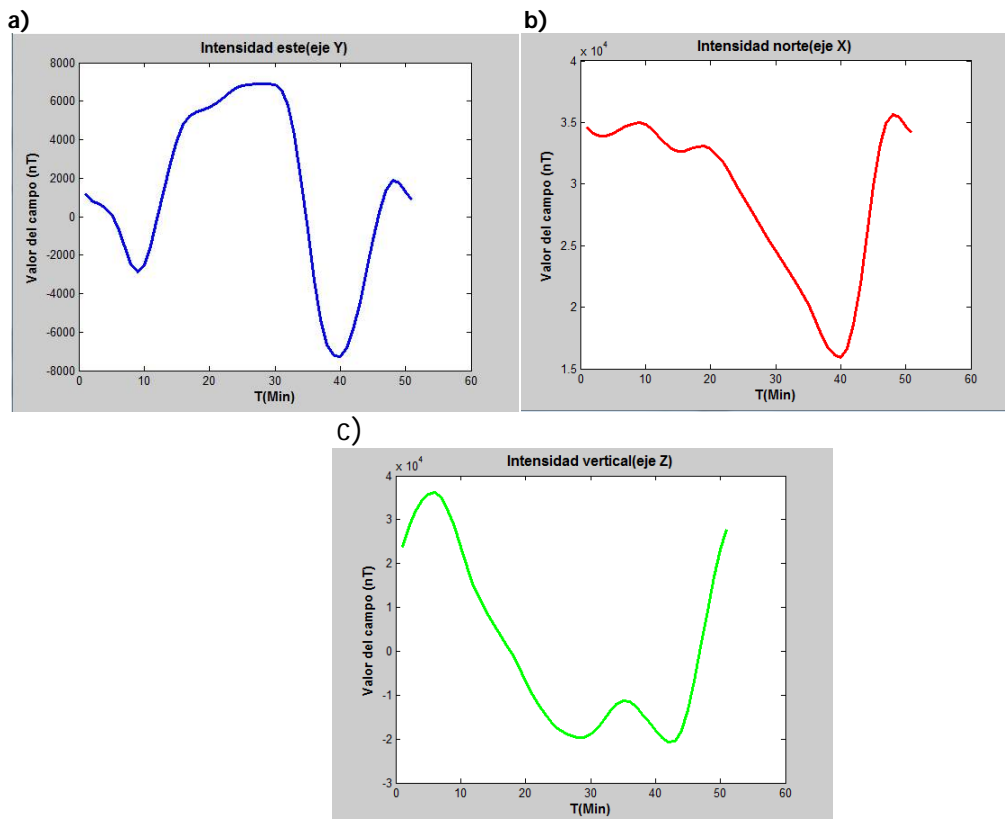 a)
Intensidad este(eje Y)
8000
6000
4000
2000
0
-2000
-4000
-6000
-8000
Valor del campo (nT)
0 10 20 30 40 50 60
T(Min)
b)
Intensidad norte(eje X)
x 10^4
4
3.5
3
2.5
2
1.5
Valor del campo (nT)
0 10 20 30 40 50 60
T(Min)
C)
Intensidad vertical(eje Z)
x 10^4
4
3
2
1
0
-1
-2
-3
Valor del campo (nT)
0 10 20 30 40 50 60
T(Min)